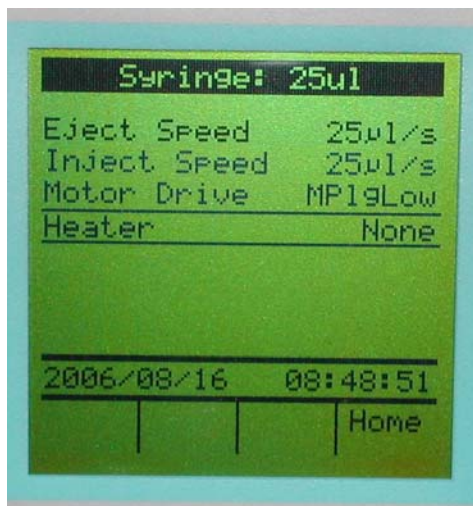 Syringe: 25ul
Eject Speed 25µl/s
Inject Speed 25µl/s
Motor Drive MPlgLow
Heater None
2006/08/16 08:48:51
Home